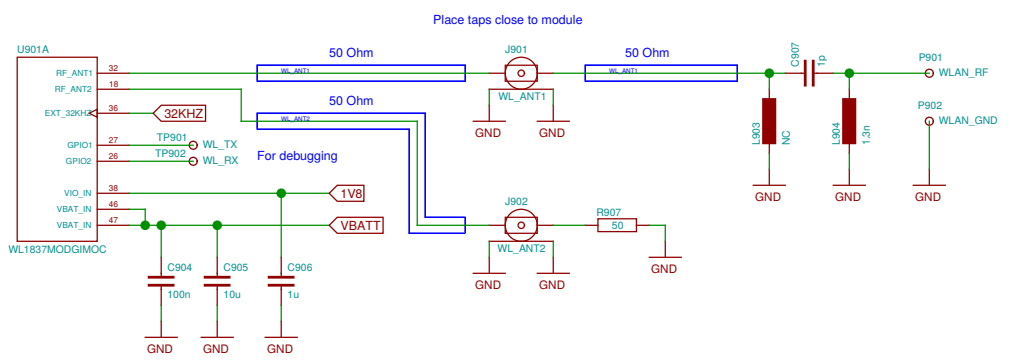 Place taps close to module
U901A
50 Ohm
J901
50 Ohm
C907
1p
P901
RF_ANT1
32
WL_ANT1
WL_ANT1
WLAN_RF
RF_ANT2
18
WL_ANT1
50 Ohm
P902
EXT_32KHZ
36
32KHZ
WL_ANT2
GND
GND
L903
NC
L904
1.3n
WLAN_GND
GPIO1
27
TP901
WL_TX
GPIO2
26
TP902
WL_RX
For debugging
VIO_IN
38
1V8
GND
GND
GND
VBAT_IN
46
J902
R907
VBAT_IN
47
VBATT
50
WL1837MODGIMOC
WL_ANT2
C904
C905
C906
GND
GND
GND
100n
10u
1u
GND
GND
GND